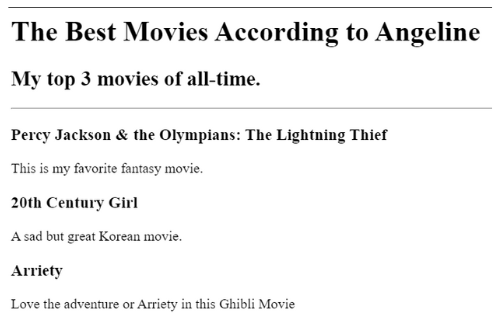 The Best Movies According to Angeline
My top 3 movies of all-time.
Percy Jackson & the Olympians: The Lightning Thief
This is my favorite fantasy movie.
20th Century Girl
A sad but great Korean movie.
Arriety
Love the adventure or Arriety in this Ghibli Movie